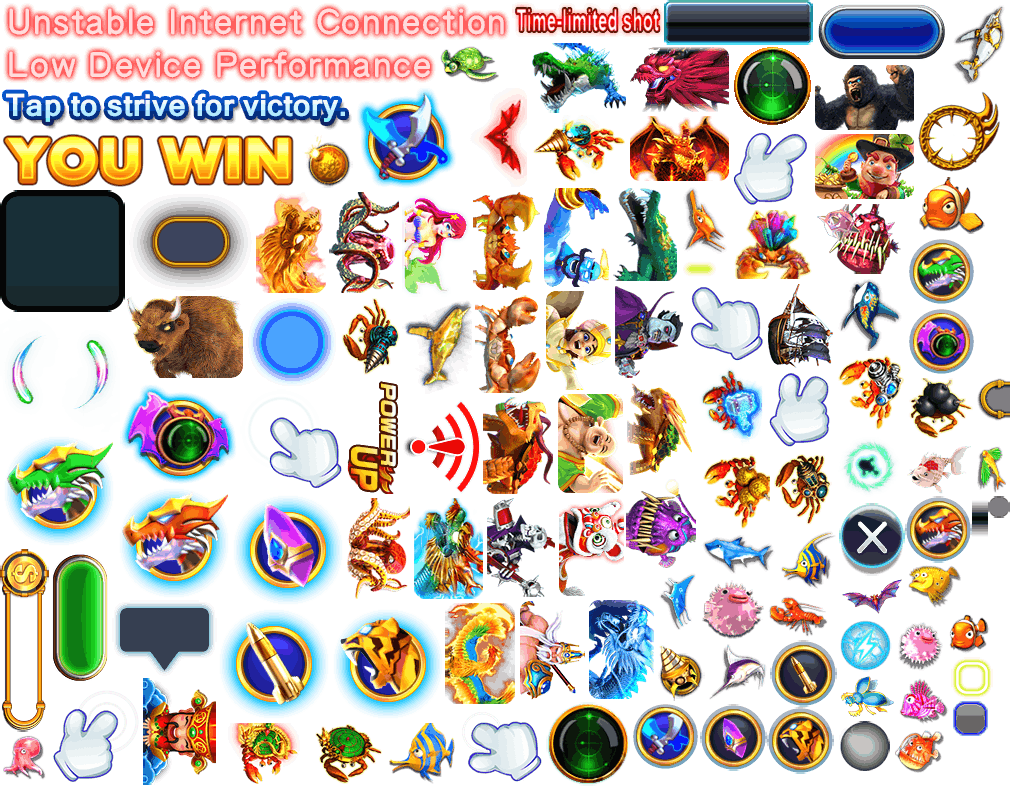 Unstable Internet Connection
Time-limited shot
Low Device Performance
Tap to strive for victory.
YOU WIN
POWER
UP